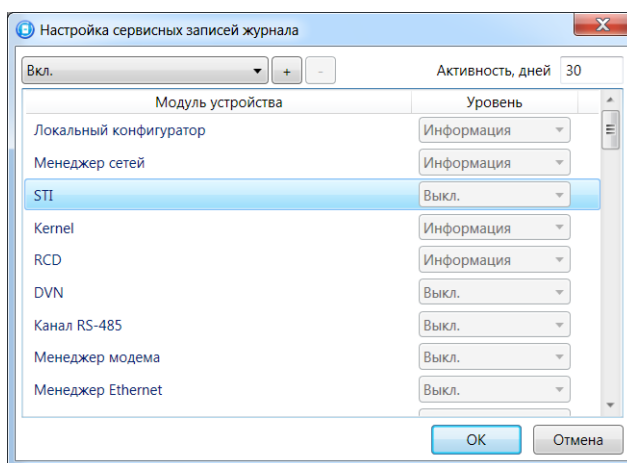 Настройка сервисных записей журнала
Вкл. + - Активность, дней 30
Модуль устройства Уровень
Локальный конфигуратор Информация
Менеджер сетей Информация
STI Выкл.
Kernel Информация
RCD Информация
DVN Выкл.
Канал RS-485 Выкл.
Менеджер модема Выкл.
Менеджер Ethernet Выкл.
OK Отмена